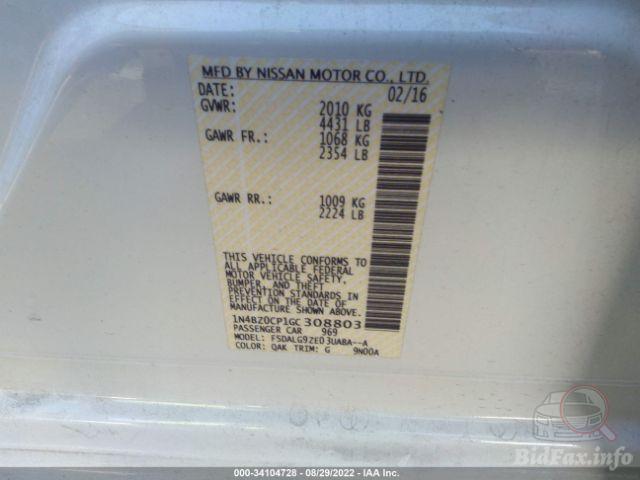 MFD BY NISSAN MOTOR CO., LTD.
DATE: 02/16
GVWR: 2010 KG
4431 LB
GAWR FR.: 1068 KG
2354 LB
GAWR RR.: 1009 KG
2224 LB
THIS VEHICLE CONFORMS TO
ALL APPLICABLE FEDERAL
MOTOR VEHICLE SAFETY,
BUMPER, AND THEFT
PREVENTION STANDARDS IN
EFFECT ON THE DATE OF
MANUFACTURE SHOWN ABOVE.
1N4BZ0CP1GC308803
PASSENGER CAR 969
MODEL: FSDALG9ZE03UABA--A
COLOR: QAK TRIM: G 9N00A
000-34104728 - 08/29/2022 - IAA Inc.
BidFax.info